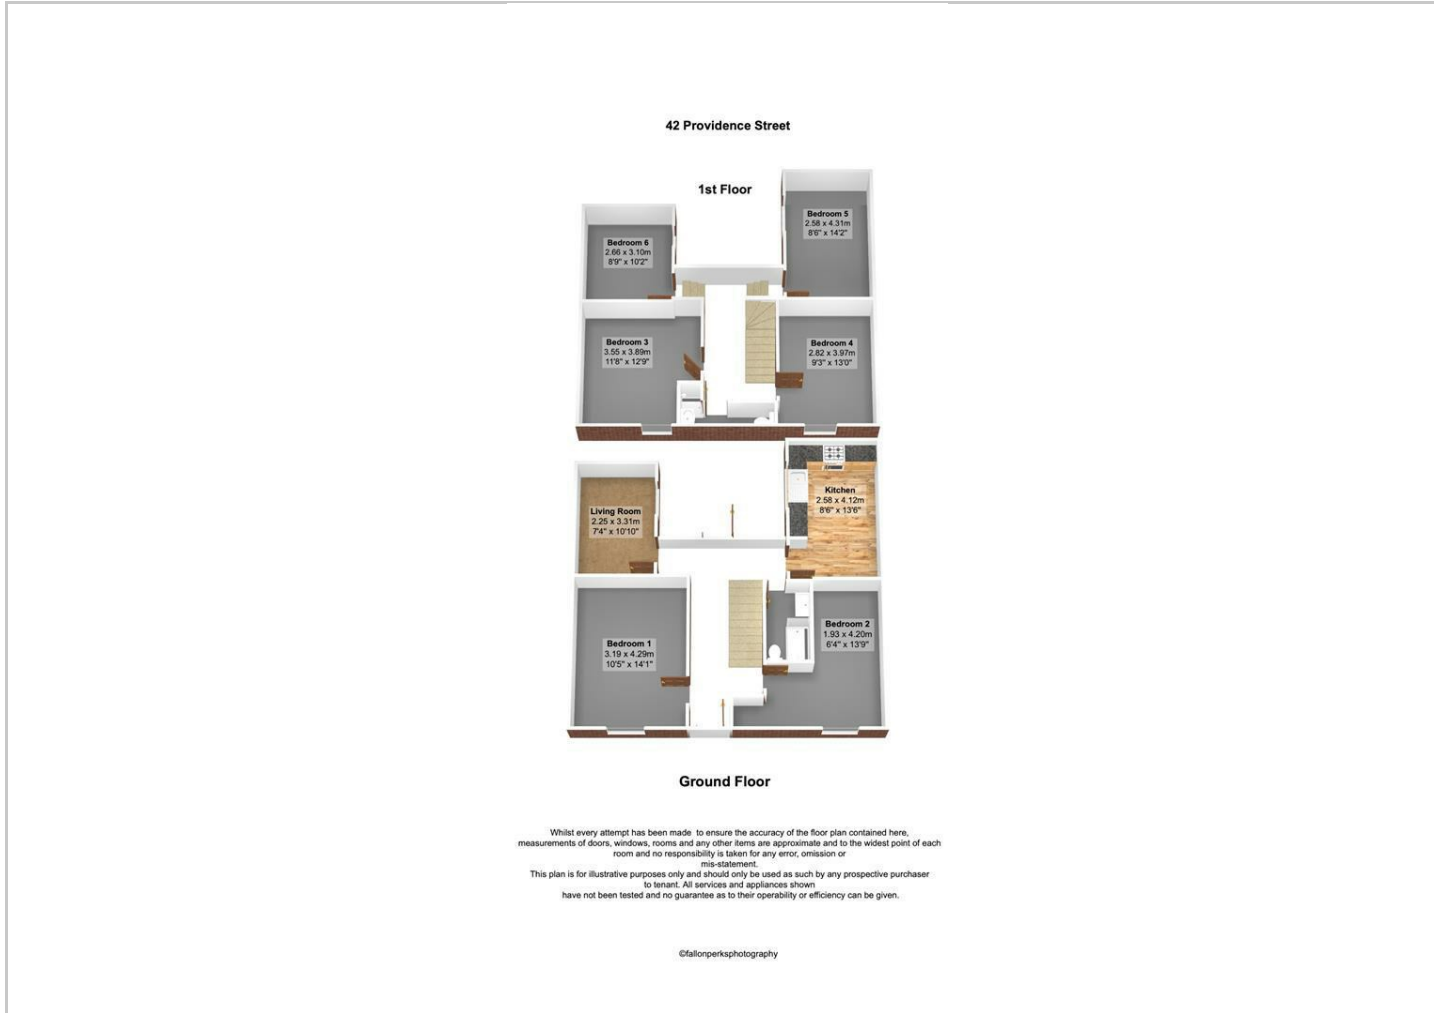 42 Providence Street
1st Floor
Bedroom 5
2.58 x 4.31m
8'6" x 14'2"
Bedroom 6
2.66 x 3.10m
8'9" x 10'2"
Bedroom 3
3.55 x 3.89m
11'8" x 12'9"
Bedroom 4
2.82 x 3.97m
9'3" x 13'0"
Kitchen
2.58 x 4.12m
8'6" x 13'6"
Living Room
2.25 x 3.31m
7'4" x 10'10"
Bedroom 1
3.19 x 4.29m
10'5" x 14'1"
Bedroom 2
1.93 x 4.20m
6'4" x 13'9"
Ground Floor
Whilst every attempt has been made to ensure the accuracy of the floor plan contained here,
measurements of doors, windows, rooms and any other items are approximate and to the widest point of each
room and no responsibility is taken for any error, omission or
mis-statement.
This plan is for illustrative purposes only and should only be used as such by any prospective purchaser
to tenant. All services and appliances shown
have not been tested and no guarantee as to their operability or efficiency can be given.
©fallonperksphotography